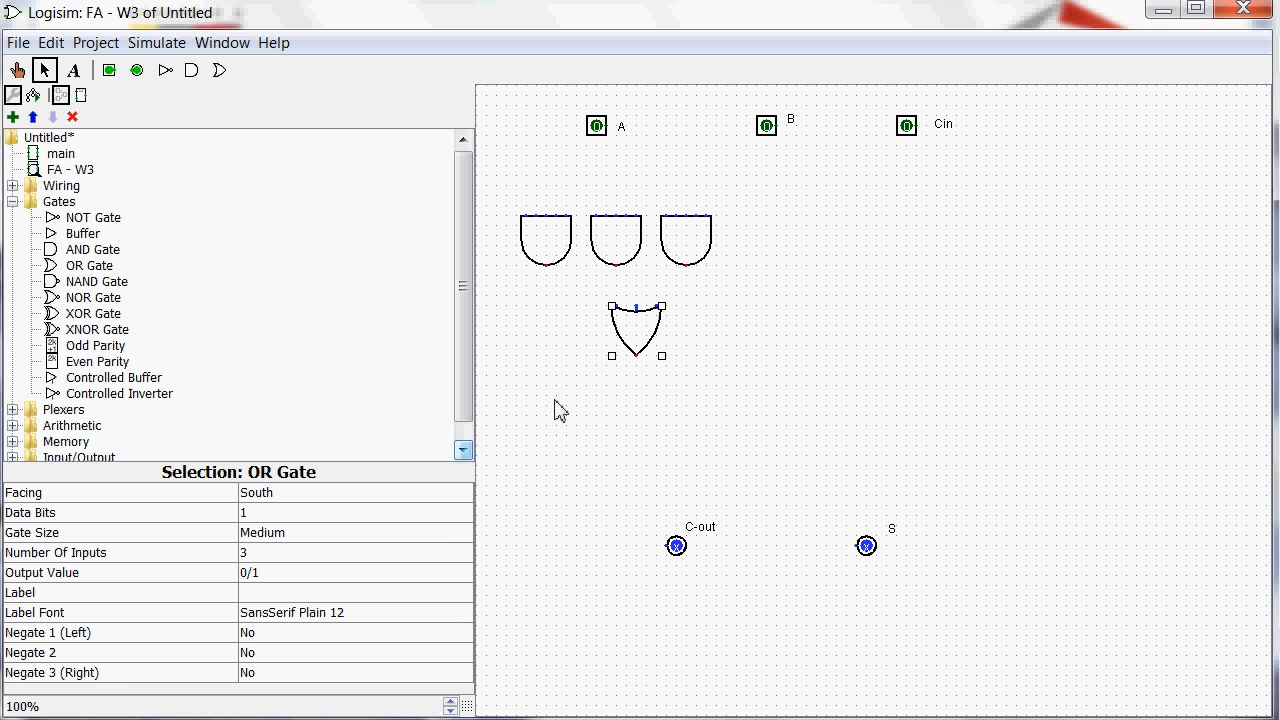 Logisim: FA - W3 of Untitled
File Edit Project Simulate Window Help
A
Untitled*
main
FA - W3
Wiring
Gates
NOT Gate
Buffer
AND Gate
OR Gate
NAND Gate
NOR Gate
XOR Gate
XNOR Gate
Odd Parity
Even Parity
Controlled Buffer
Controlled Inverter
Plexers
Arithmetic
Memory
Input/Output
Selection: OR Gate
Facing South
Data Bits 1
Gate Size Medium
Number Of Inputs 3
Output Value 0/1
Label
Label Font SansSerif Plain 12
Negate 1 (Left) No
Negate 2 No
Negate 3 (Right) No
100%
0 A 0 B 0 Cin
C-out S
x x